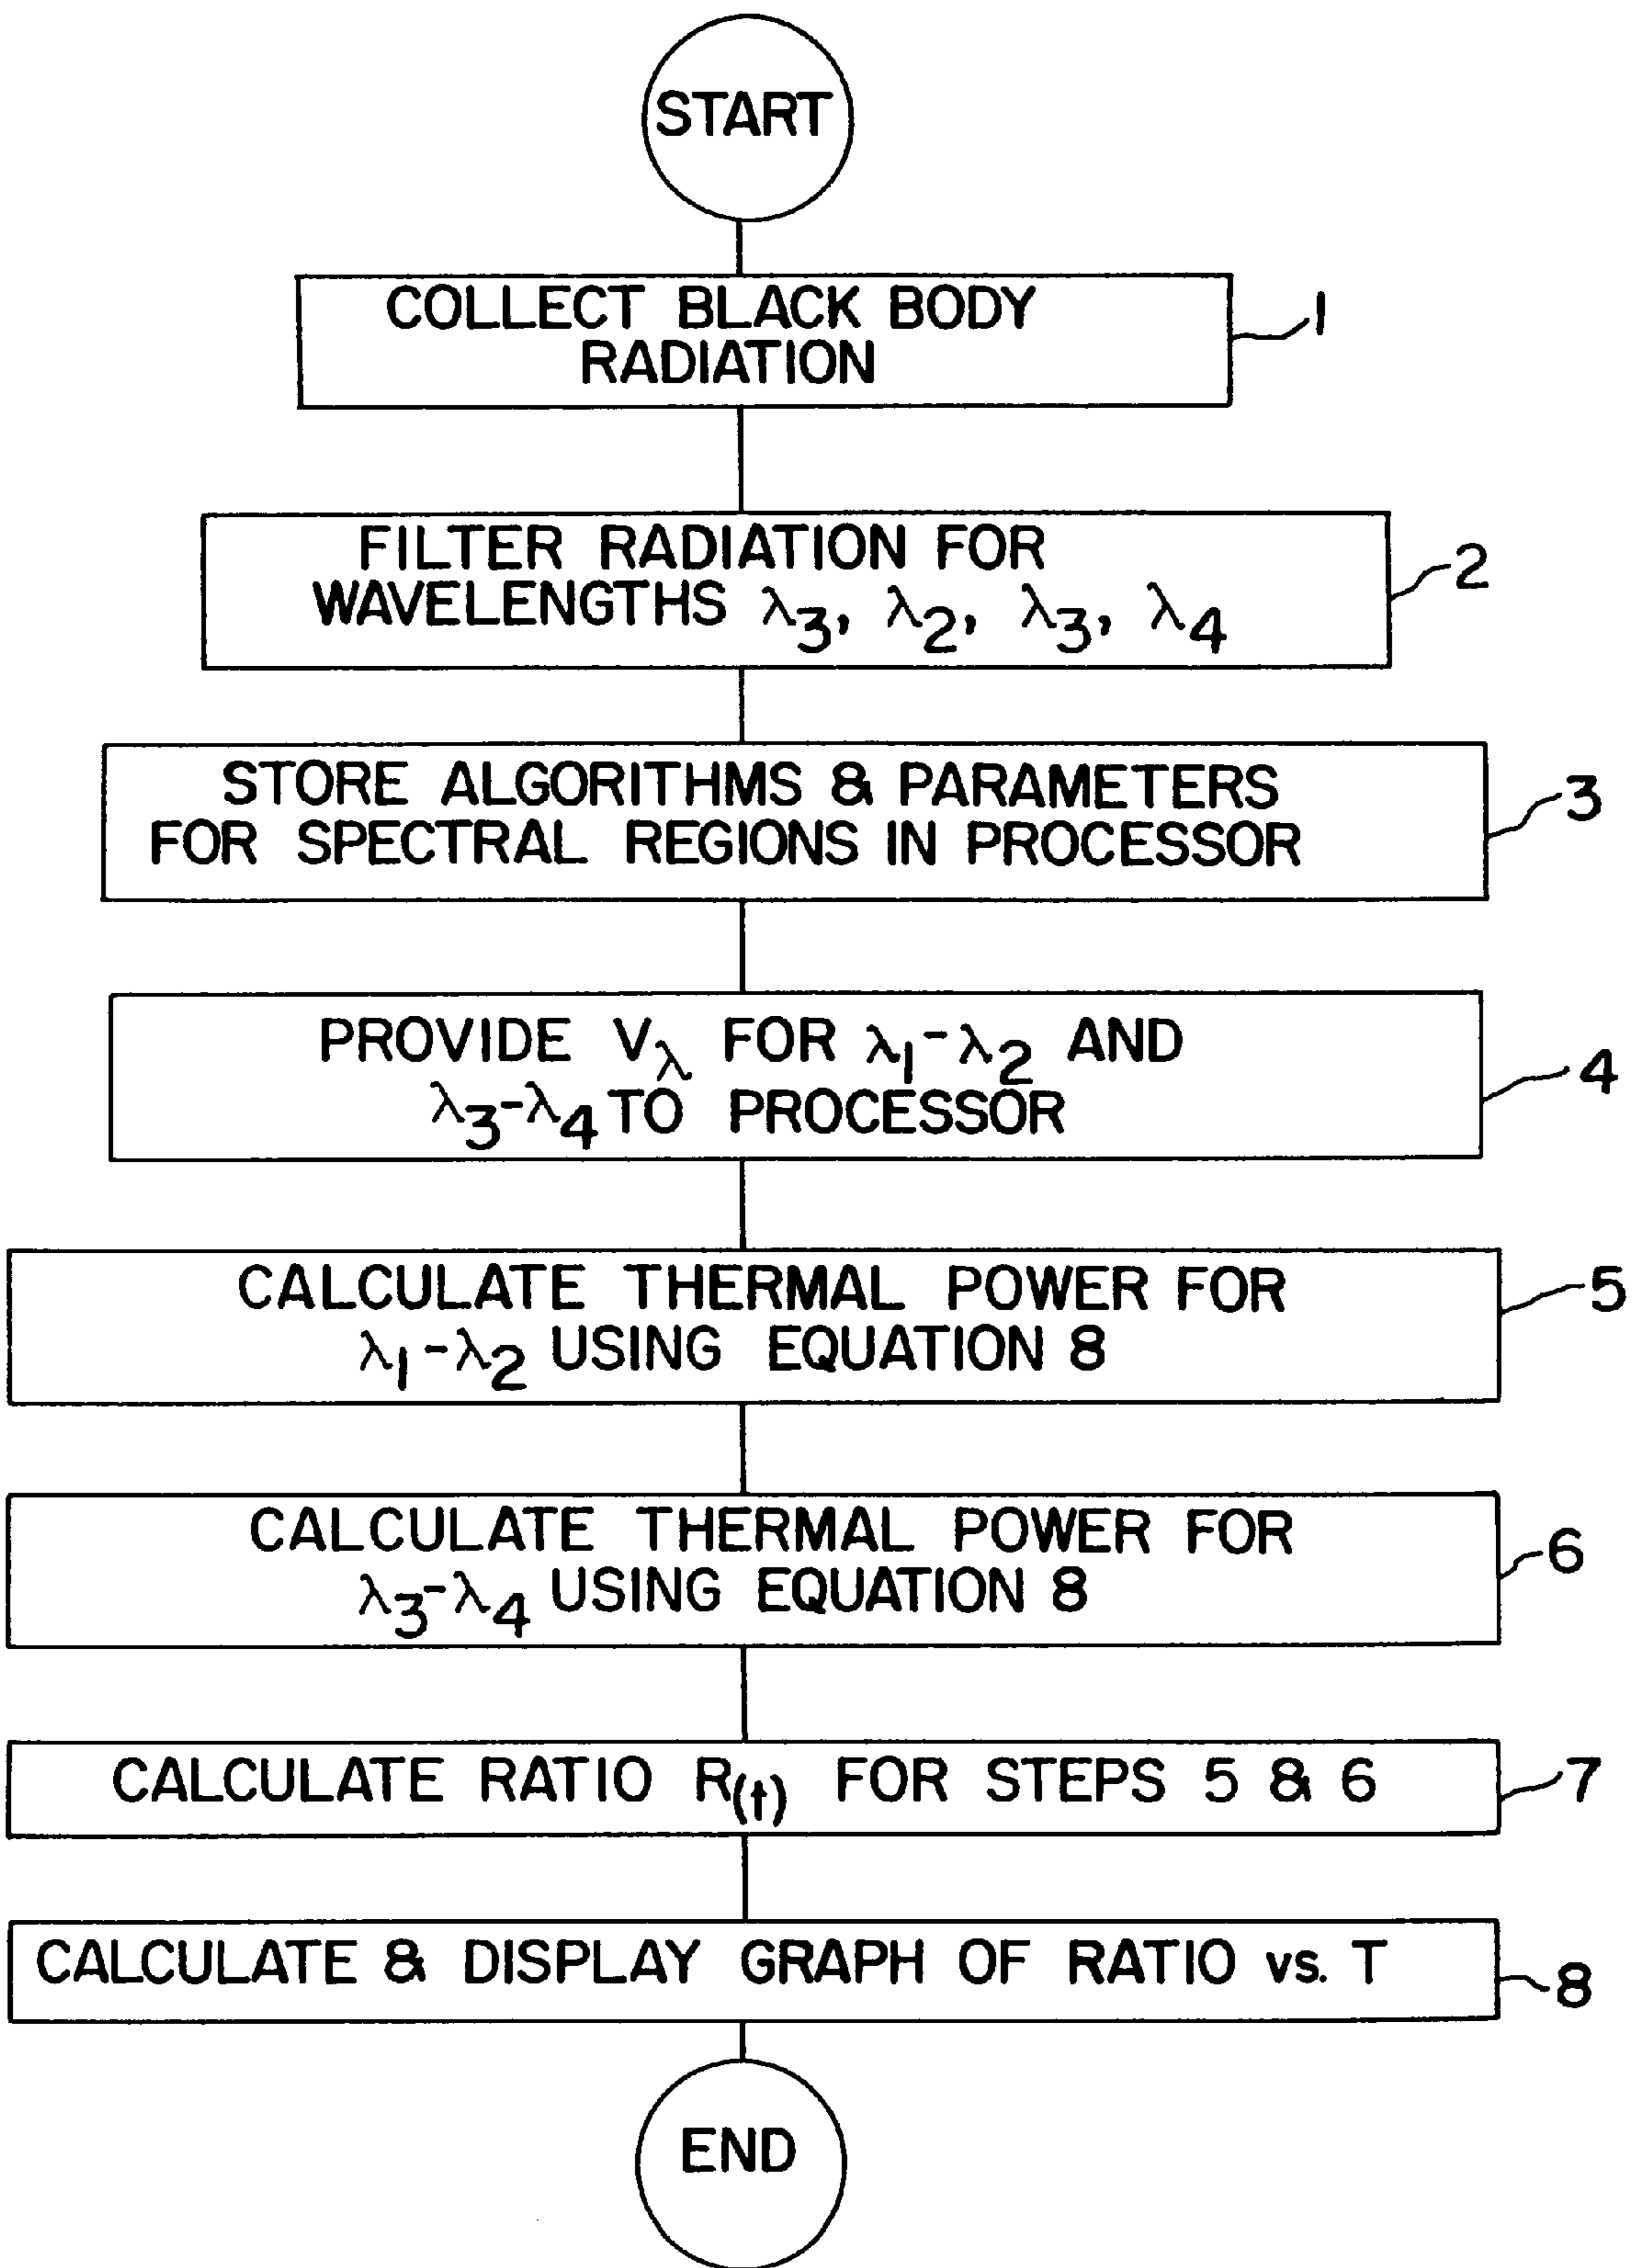 START
COLLECT BLACK BODY
RADIATION
1
FILTER RADIATION FOR
WAVELENGTHS λ3, λ2, λ3, λ4
2
STORE ALGORITHMS & PARAMETERS
FOR SPECTRAL REGIONS IN PROCESSOR
3
PROVIDE Vλ FOR λ1-λ2 AND
λ3-λ4 TO PROCESSOR
4
CALCULATE THERMAL POWER FOR
λ1-λ2 USING EQUATION 8
5
CALCULATE THERMAL POWER FOR
λ3-λ4 USING EQUATION 8
6
CALCULATE RATIO R(t) FOR STEPS 5 & 6
7
CALCULATE & DISPLAY GRAPH OF RATIO vs. T
8
END